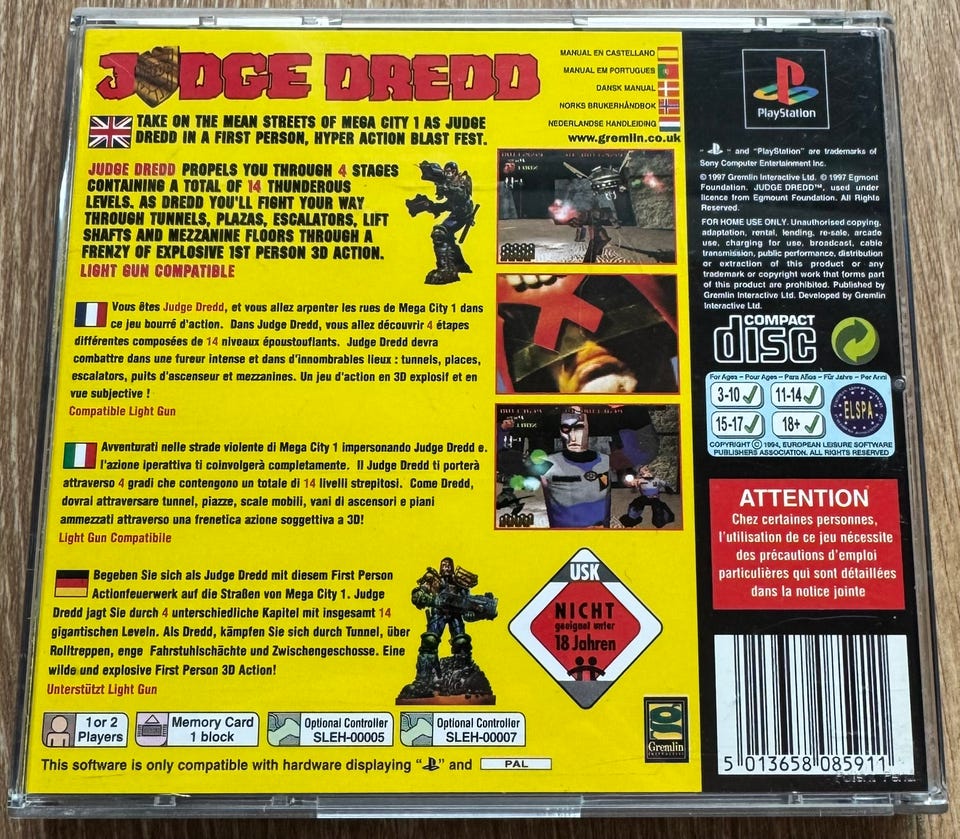 JUDGE DREDD
TAKE ON THE MEAN STREETS OF MEGA CITY 1 AS JUDGE
DREDD IN A FIRST PERSON, HYPER ACTION BLAST FEST.
JUDGE DREDD PROPELS YOU THROUGH 4 STAGES
CONTAINING A TOTAL OF 14 THUNDEROUS
LEVELS. AS DREDD YOU'LL FIGHT YOUR WAY
THROUGH TUNNELS, PLAZAS, ESCALATORS, LIFT
SHAFTS AND MEZZANINE FLOORS THROUGH A
FRENZY OF EXPLOSIVE 1ST PERSON 3D ACTION.
LIGHT GUN COMPATIBLE
Vous êtes Judge Dredd, et vous allez arpenter les rues de Mega City 1 dans
ce jeu bourré d'action. Dans Judge Dredd, vous allez découvrir 4 étapes
différentes composées de 14 niveaux époustouflants. Judge Dredd devra
combattre dans une fureur intense et dans d'innombrables lieux : tunnels, places,
escalators, puits d'ascenseur et mezzanines. Un jeu d'action en 3D explosif et en
vue subjective !
Compatible Light Gun
Avventurati nelle strade violente di Mega City 1 impersonando Judge Dredd e.
l'azione iperattiva ti coinvolgerà completamente. Il Judge Dredd ti porterà
attraverso 4 gradi che contengono un totale di 14 livelli strepitosi. Come Dredd,
dovrai attraversare tunnel, piazze, scale mobili, vani di ascensori e piani
ammezzati attraverso una frenetica azione soggettiva a 3D!
Light Gun Compatibile
Begeben Sie sich als Judge Dredd mit diesem First Person
Actionfeuerwerk auf die Straßen von Mega City 1. Judge
Dredd jagt Sie durch 4 unterschiedliche Kapitel mit insgesamt 14
gigantischen Leveln. Als Dredd, kämpfen Sie sich durch Tunnel, über
Rolltreppen, enge Fahrstuhlschächte und Zwischengeschosse. Eine
wilde und explosive First Person 3D Action!
Unterstützt Light Gun
1 or 2
Players
Memory Card
1 block
Optional Controller
SLEH-00005
Optional Controller
SLEH-00007
This software is only compatible with hardware displaying " " and PAL
MANUAL EN CASTELLANO
MANUAL EM PORTUGUES
DANSK MANUAL
NORKS BRUKERHÅNDBOK
NEDERLANDSE HANDLEIDING
www.gremlin.co.uk
USK
NICHT
geeignet unter
18 Jahren
Gremlin
INTERACTIVE
PlayStation
" " and "PlayStation" are trademarks of
Sony Computer Entertainment Inc.
© 1997 Gremlin Interactive Ltd. © 1997 Egmont
Foundation. JUDGE DREDD™, used under
licence from Egmount Foundation. All Rights
Reserved.
FOR HOME USE ONLY. Unauthorised copying,
adaptation, rental, lending, re-sale, arcade
use, charging for use, broadcast, cable
transmission, public performance, distribution
or extraction of this product or any
trademark or copyright work that forms part
of this product are prohibited. Published by
Gremlin Interactive Ltd. Developed by Gremlin
Interactive Ltd.
COMPACT
disc
For Ages – Pour Ages – Para Años – Für Jahre – Per Anni
3-10
11-14
15-17
18+
ELSPA
COPYRIGHT © 1994, EUROPEAN LEISURE SOFTWARE
PUBLISHERS ASSOCIATION. ALL RIGHTS RESERVED
ATTENTION
Chez certaines personnes,
l'utilisation de ce jeu nécessite
des précautions d'emploi
particulières qui sont détaillées
dans la notice jointe
5 013658 085911